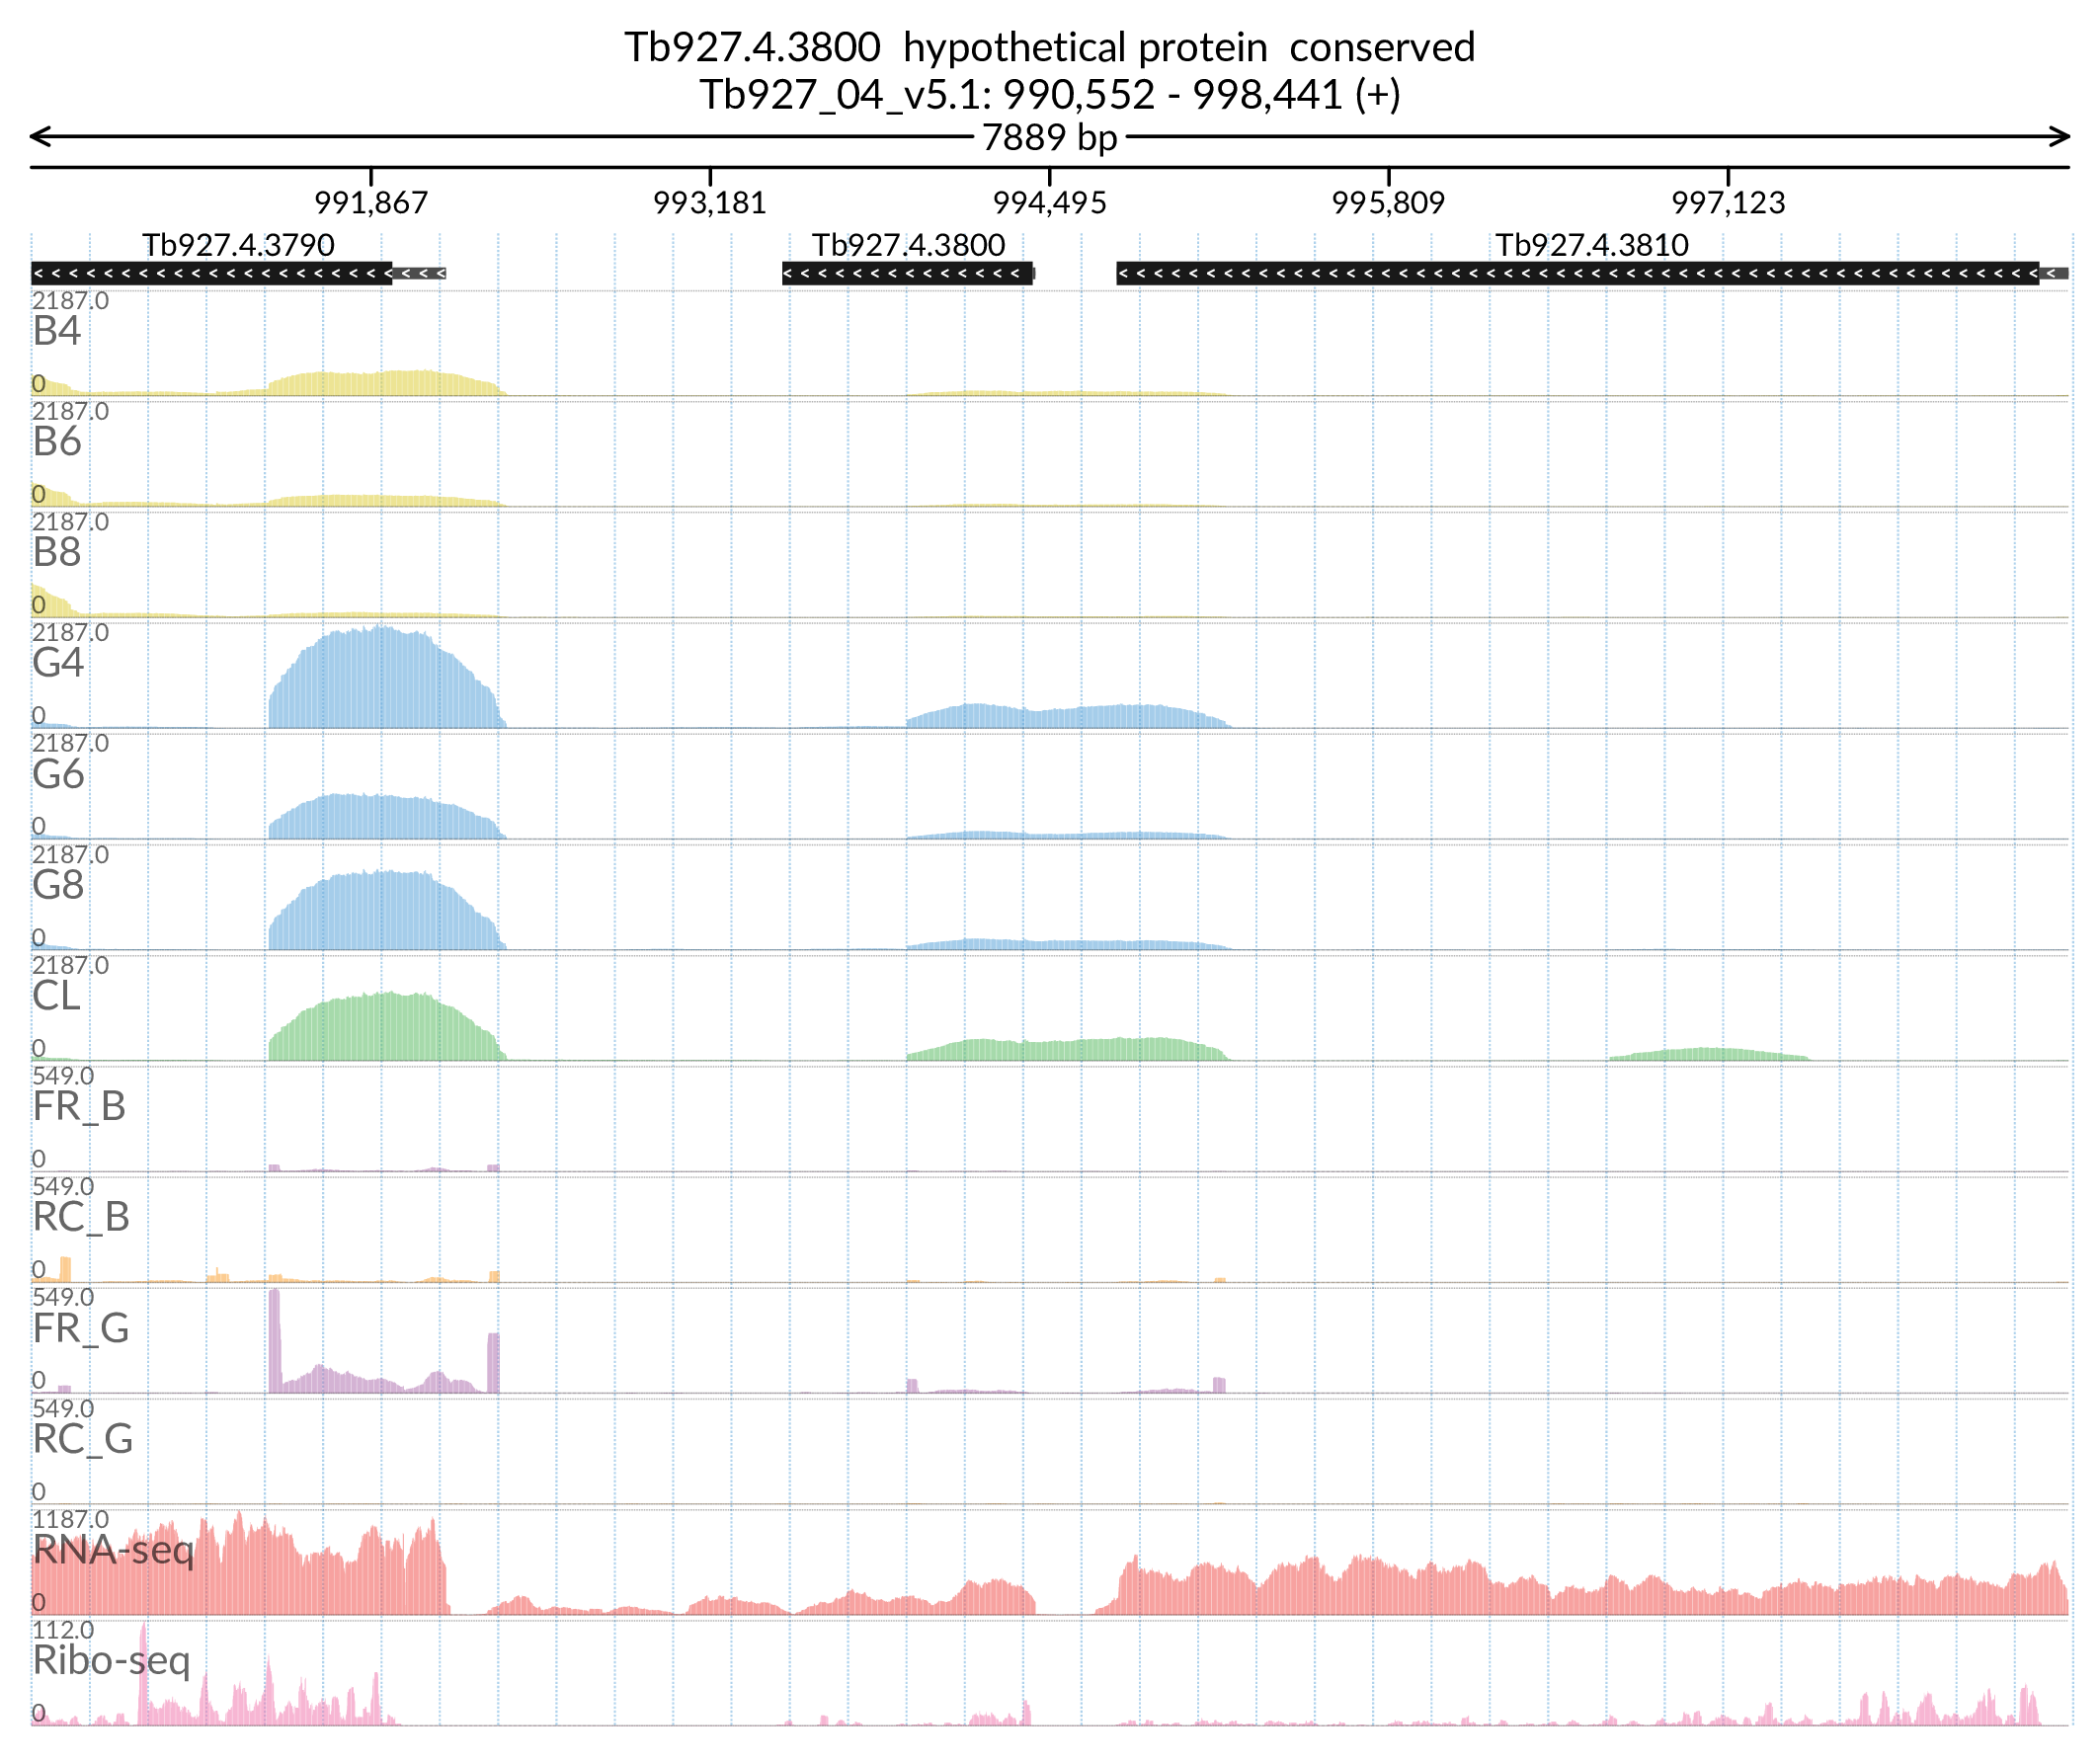 Tb927.4.3800  hypothetical protein  conserved
Tb927_04_v5.1: 990,552 - 998,441 (+)
7889 bp
991,867 993,181 994,495 995,809 997,123
Tb927.4.3790 Tb927.4.3800 Tb927.4.3810
2187.0
B4
0
2187.0
B6
0
2187.0
B8
0
2187.0
G4
0
2187.0
G6
0
2187.0
G8
0
2187.0
CL
0
549.0
FR_B
0
549.0
RC_B
0
549.0
FR_G
0
549.0
RC_G
0
1187.0
RNA-seq
0
112.0
Ribo-seq
0